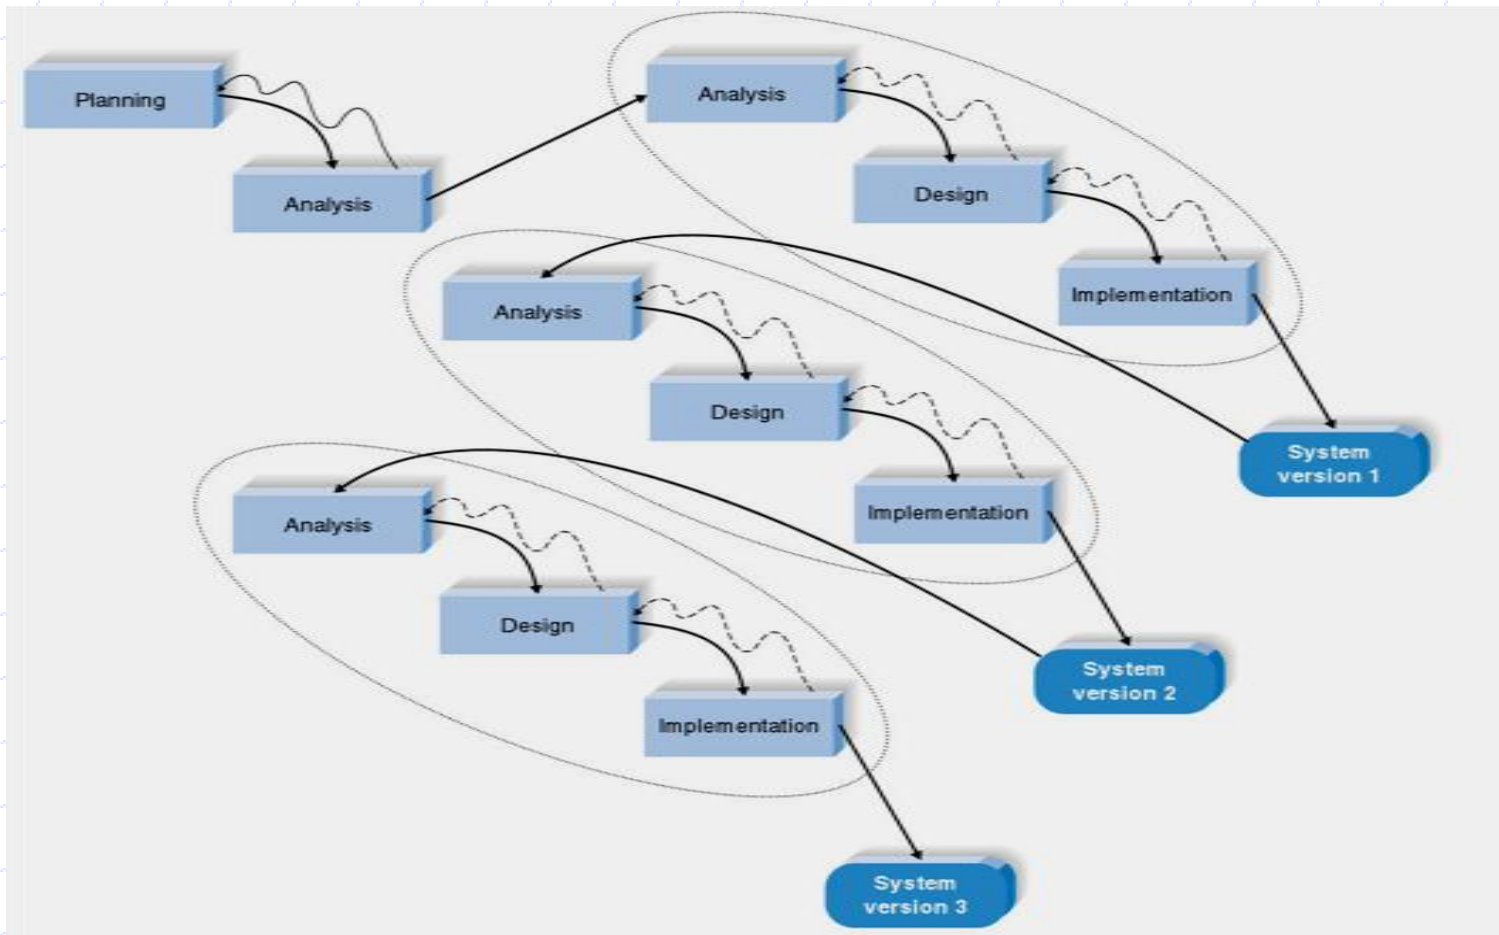 Planning
Analysis
Analysis
Design
Implementation
System
version 1
Analysis
Design
Implementation
System
version 2
Analysis
Design
Implementation
System
version 3